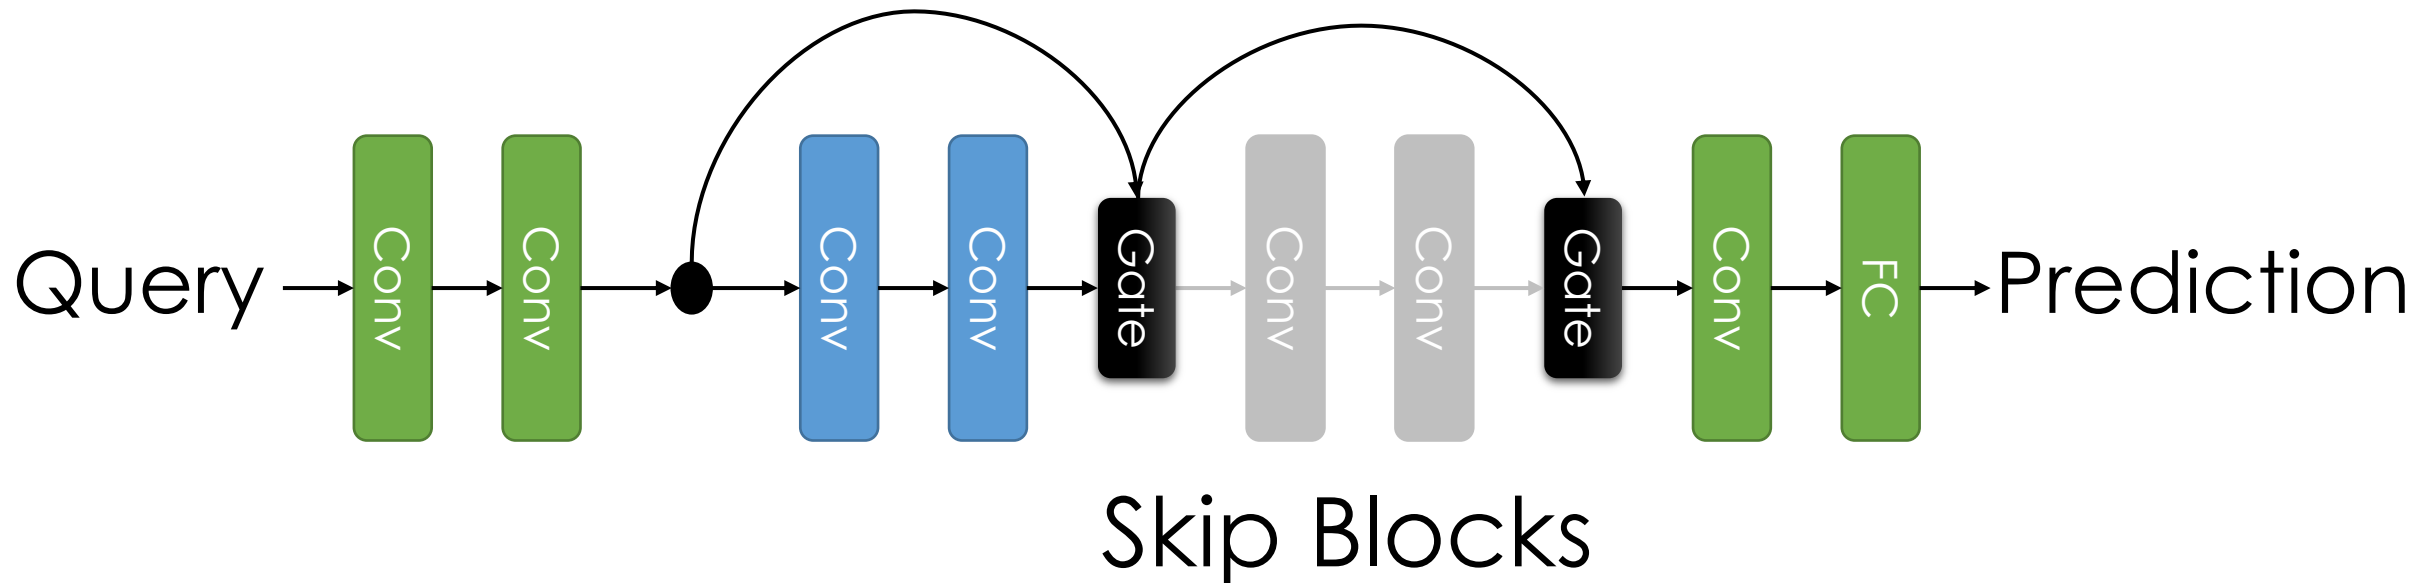 Query
Conv
Conv
Conv
Conv
Gate
Conv
Conv
Gate
Conv
FC
Prediction
Skip Blocks